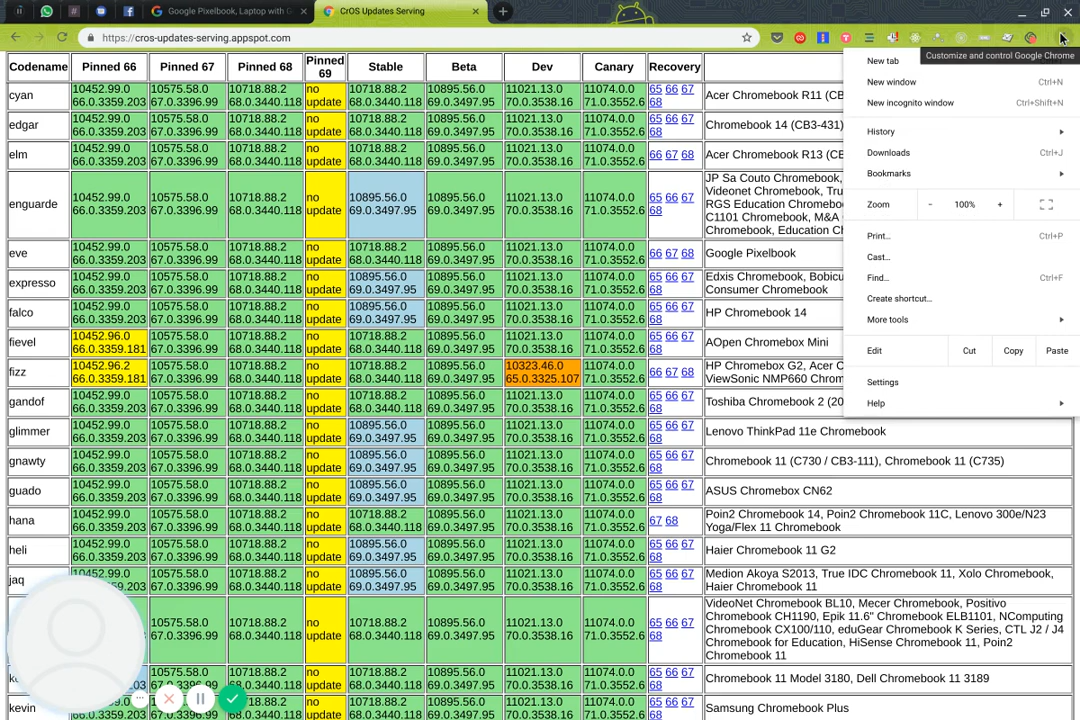 Google Pixelbook, Laptop with G
CrOS Updates Serving
https://cros-updates-serving.appspot.com
Codename Pinned 66 Pinned 67 Pinned 68 Pinned 69 Stable Beta Dev Canary Recovery
cyan 10452.99.0 10575.58.0 10718.88.2 no 10718.88.2 10895.56.0 11021.13.0 11074.0.0 65 66 67 Acer Chromebook R11 (CB
66.0.3359.203 67.0.3396.99 68.0.3440.118 update 68.0.3440.118 69.0.3497.95 70.0.3538.16 71.0.3552.6 68
edgar 10452.99.0 10575.58.0 10718.88.2 no 10718.88.2 10895.56.0 11021.13.0 11074.0.0 65 66 67 Chromebook 14 (CB3-431)
66.0.3359.203 67.0.3396.99 68.0.3440.118 update 68.0.3440.118 69.0.3497.95 70.0.3538.16 71.0.3552.6 68
elm 10452.99.0 10575.58.0 10718.88.2 no 10718.88.2 10895.56.0 11021.13.0 11074.0.0 66 67 68 Acer Chromebook R13 (CB
66.0.3359.203 67.0.3396.99 68.0.3440.118 update 68.0.3440.118 69.0.3497.95 70.0.3538.16 71.0.3552.6
enguarde 10452.99.0 10575.58.0 10718.88.2 no 10895.56.0 10895.56.0 11021.13.0 11074.0.0 65 66 67
66.0.3359.203 67.0.3396.99 68.0.3440.118 update 69.0.3497.95 69.0.3497.95 70.0.3538.16 71.0.3552.6 68
JP Sa Couto Chromebook,
Videonet Chromebook, Tru
RGS Education Chromebo
C1101 Chromebook, M&A
Chromebook, Education C
eve 10452.99.0 10575.58.0 10718.88.2 no 10718.88.2 10895.56.0 11021.13.0 11074.0.0 66 67 68 Google Pixelbook
66.0.3359.203 67.0.3396.99 68.0.3440.118 update 68.0.3440.118 69.0.3497.95 70.0.3538.16 71.0.3552.6
expresso 10452.99.0 10575.58.0 10718.88.2 no 10895.56.0 10895.56.0 11021.13.0 11074.0.0 65 66 67 Edxis Chromebook, Bobicu
66.0.3359.203 67.0.3396.99 68.0.3440.118 update 69.0.3497.95 69.0.3497.95 70.0.3538.16 71.0.3552.6 68 Consumer Chromebook
falco 10452.99.0 10575.58.0 10718.88.2 no 10895.56.0 10895.56.0 11021.13.0 11074.0.0 65 66 67 HP Chromebook 14
66.0.3359.203 67.0.3396.99 68.0.3440.118 update 69.0.3497.95 69.0.3497.95 70.0.3538.16 71.0.3552.6 68
fievel 10452.96.0 10575.58.0 10718.88.2 no 10718.88.2 10895.56.0 11021.13.0 11074.0.0 65 66 67 AOpen Chromebox Mini
66.0.3359.181 67.0.3396.99 68.0.3440.118 update 68.0.3440.118 69.0.3497.95 70.0.3538.16 71.0.3552.6 68
fizz 10452.96.2 10575.58.0 10718.88.2 no 10718.88.2 10895.56.0 10323.46.0 11074.0.0 66 67 68 HP Chromebox G2, Acer C
66.0.3359.181 67.0.3396.99 68.0.3440.118 update 68.0.3440.118 69.0.3497.95 65.0.3325.107 71.0.3552.6 ViewSonic NMP660 Chrom
gandof 10452.99.0 10575.58.0 10718.88.2 no 10718.88.2 10895.56.0 11021.13.0 11074.0.0 65 66 67 Toshiba Chromebook 2 (20
66.0.3359.203 67.0.3396.99 68.0.3440.118 update 68.0.3440.118 69.0.3497.95 70.0.3538.16 71.0.3552.6 68
glimmer 10452.99.0 10575.58.0 10718.88.2 no 10895.56.0 10895.56.0 11021.13.0 11074.0.0 65 66 67 Lenovo ThinkPad 11e Chromebook
66.0.3359.203 67.0.3396.99 68.0.3440.118 update 69.0.3497.95 69.0.3497.95 70.0.3538.16 71.0.3552.6 68
gnawty 10452.99.0 10575.58.0 10718.88.2 no 10895.56.0 10895.56.0 11021.13.0 11074.0.0 65 66 67 Chromebook 11 (C730 / CB3-111), Chromebook 11 (C735)
66.0.3359.203 67.0.3396.99 68.0.3440.118 update 69.0.3497.95 69.0.3497.95 70.0.3538.16 71.0.3552.6 68
guado 10452.99.0 10575.58.0 10718.88.2 no 10895.56.0 10895.56.0 11021.13.0 11074.0.0 65 66 67 ASUS Chromebox CN62
66.0.3359.203 67.0.3396.99 68.0.3440.118 update 69.0.3497.95 69.0.3497.95 70.0.3538.16 71.0.3552.6 68
hana 10452.99.0 10575.58.0 10718.88.2 no 10718.88.2 10895.56.0 11021.13.0 11074.0.0 67 68 Poin2 Chromebook 14, Poin2 Chromebook 11C, Lenovo 300e/N23
66.0.3359.203 67.0.3396.99 68.0.3440.118 update 68.0.3440.118 69.0.3497.95 70.0.3538.16 71.0.3552.6 Yoga/Flex 11 Chromebook
heli 10452.99.0 10575.58.0 10718.88.2 no 10895.56.0 10895.56.0 11021.13.0 11074.0.0 65 66 67 Haier Chromebook 11 G2
66.0.3359.203 67.0.3396.99 68.0.3440.118 update 69.0.3497.95 69.0.3497.95 70.0.3538.16 71.0.3552.6 68
jaq 10452.99.0 10575.58.0 10718.88.2 no 10718.88.2 10895.56.0 11021.13.0 11074.0.0 65 66 67 Medion Akoya S2013, True IDC Chromebook 11, Xolo Chromebook,
67.0.3396.99 68.0.3440.118 update 68.0.3440.118 69.0.3497.95 70.0.3538.16 71.0.3552.6 68 Haier Chromebook 11
10575.58.0 10718.88.2 no 10718.88.2 10895.56.0 11021.13.0 11074.0.0 65 66 67
67.0.3396.99 68.0.3440.118 update 68.0.3440.118 69.0.3497.95 70.0.3538.16 71.0.3552.6 68
VideoNet Chromebook BL10, Mecer Chromebook, Positivo
Chromebook CH1190, Epik 11.6" Chromebook ELB1101, NComputing
Chromebook CX100/110, eduGear Chromebook K Series, CTL J2 / J4
Chromebook for Education, HiSense Chromebook 11, Poin2
Chromebook 11
10575.58.0 10718.88.2 no 10718.88.2 10895.56.0 11021.13.0 11074.0.0 65 66 67 Chromebook 11 Model 3180, Dell Chromebook 11 3189
203 67.0.3396.99 68.0.3440.118 update 68.0.3440.118 69.0.3497.95 70.0.3538.16 71.0.3552.6 68
kevin 10575.58.0 10718.88.2 no 10718.88.2 10895.56.0 11021.13.0 11074.0.0 65 66 67 Samsung Chromebook Plus
66.0.3359.203 67.0.3396.99 68.0.3440.118 update 68.0.3440.118 69.0.3497.95 70.0.3538.16 71.0.3552.6 68
Customize and control Google Chrome
New tab
New window Ctrl+N
New incognito window Ctrl+Shift+N
History
Downloads Ctrl+J
Bookmarks
Zoom - 100% +
Print... Ctrl+P
Cast...
Find... Ctrl+F
Create shortcut...
More tools
Edit Cut Copy Paste
Settings
Help